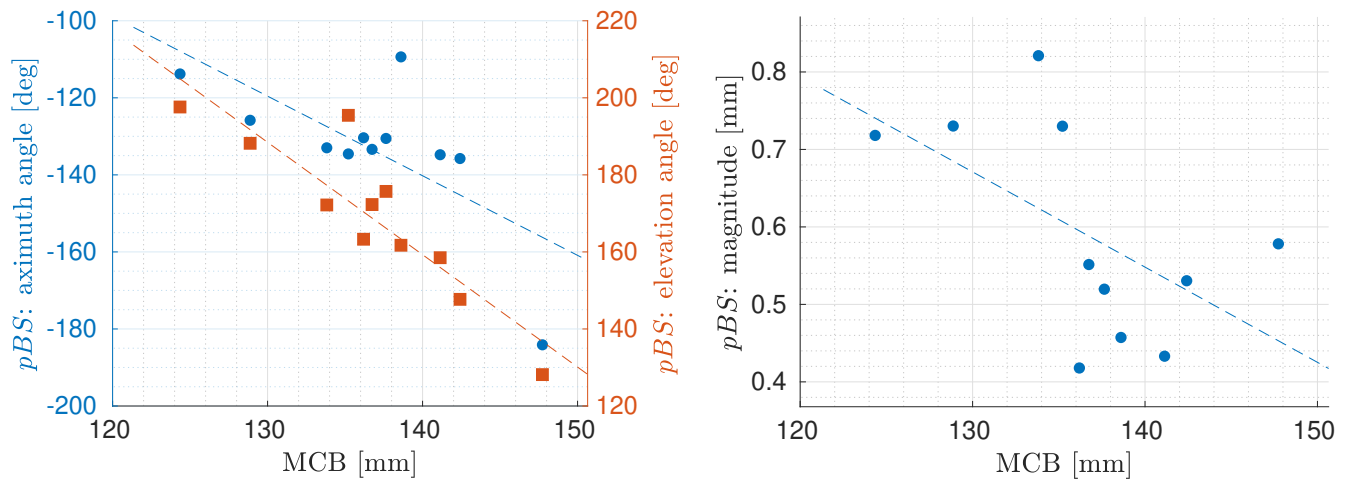 -100
-120
-140
-160
-180
-200
pBS: aximuth angle [deg]
220
200
180
160
140
120
pBS: elevation angle [deg]
120 130 140 150
MCB [mm]
0.8
0.7
0.6
0.5
0.4
pBS: magnitude [mm]
120 130 140 150
MCB [mm]